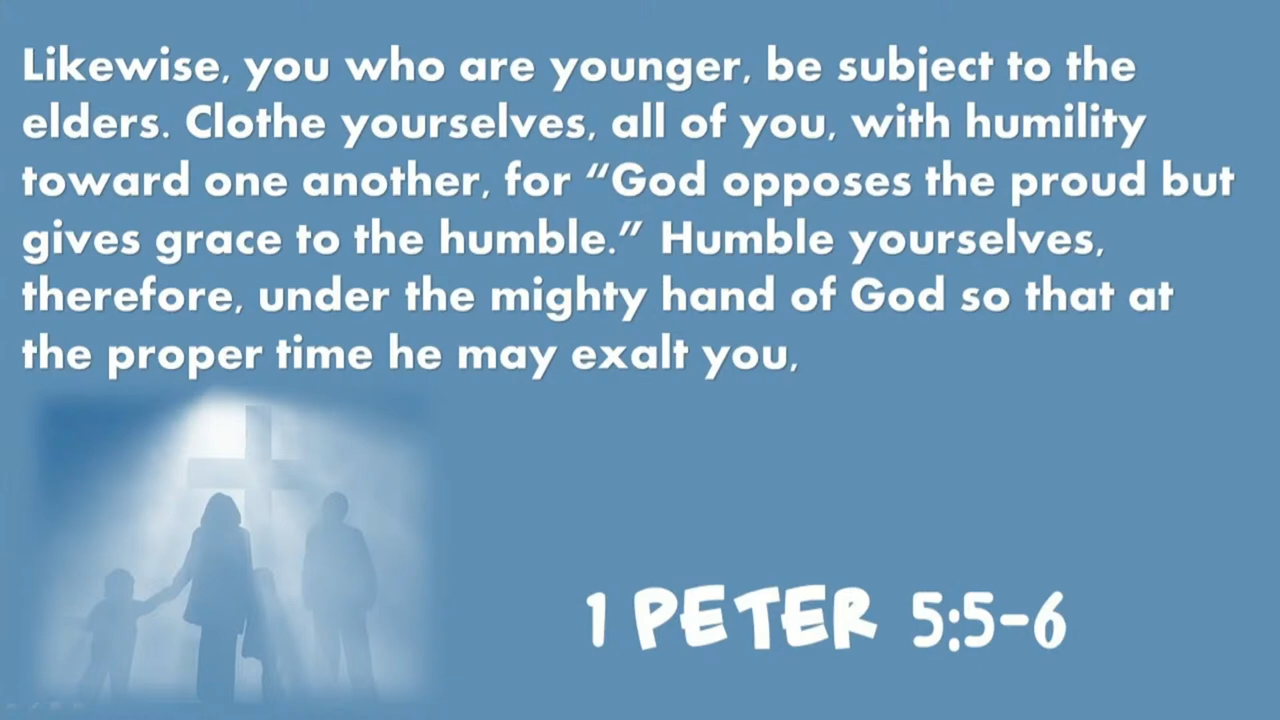 Likewise, you who are younger, be subject to the
elders. Clothe yourselves, all of you, with humility
toward one another, for “God opposes the proud but
gives grace to the humble.” Humble yourselves,
therefore, under the mighty hand of God so that at
the proper time he may exalt you,
1 PETER 5:5-6